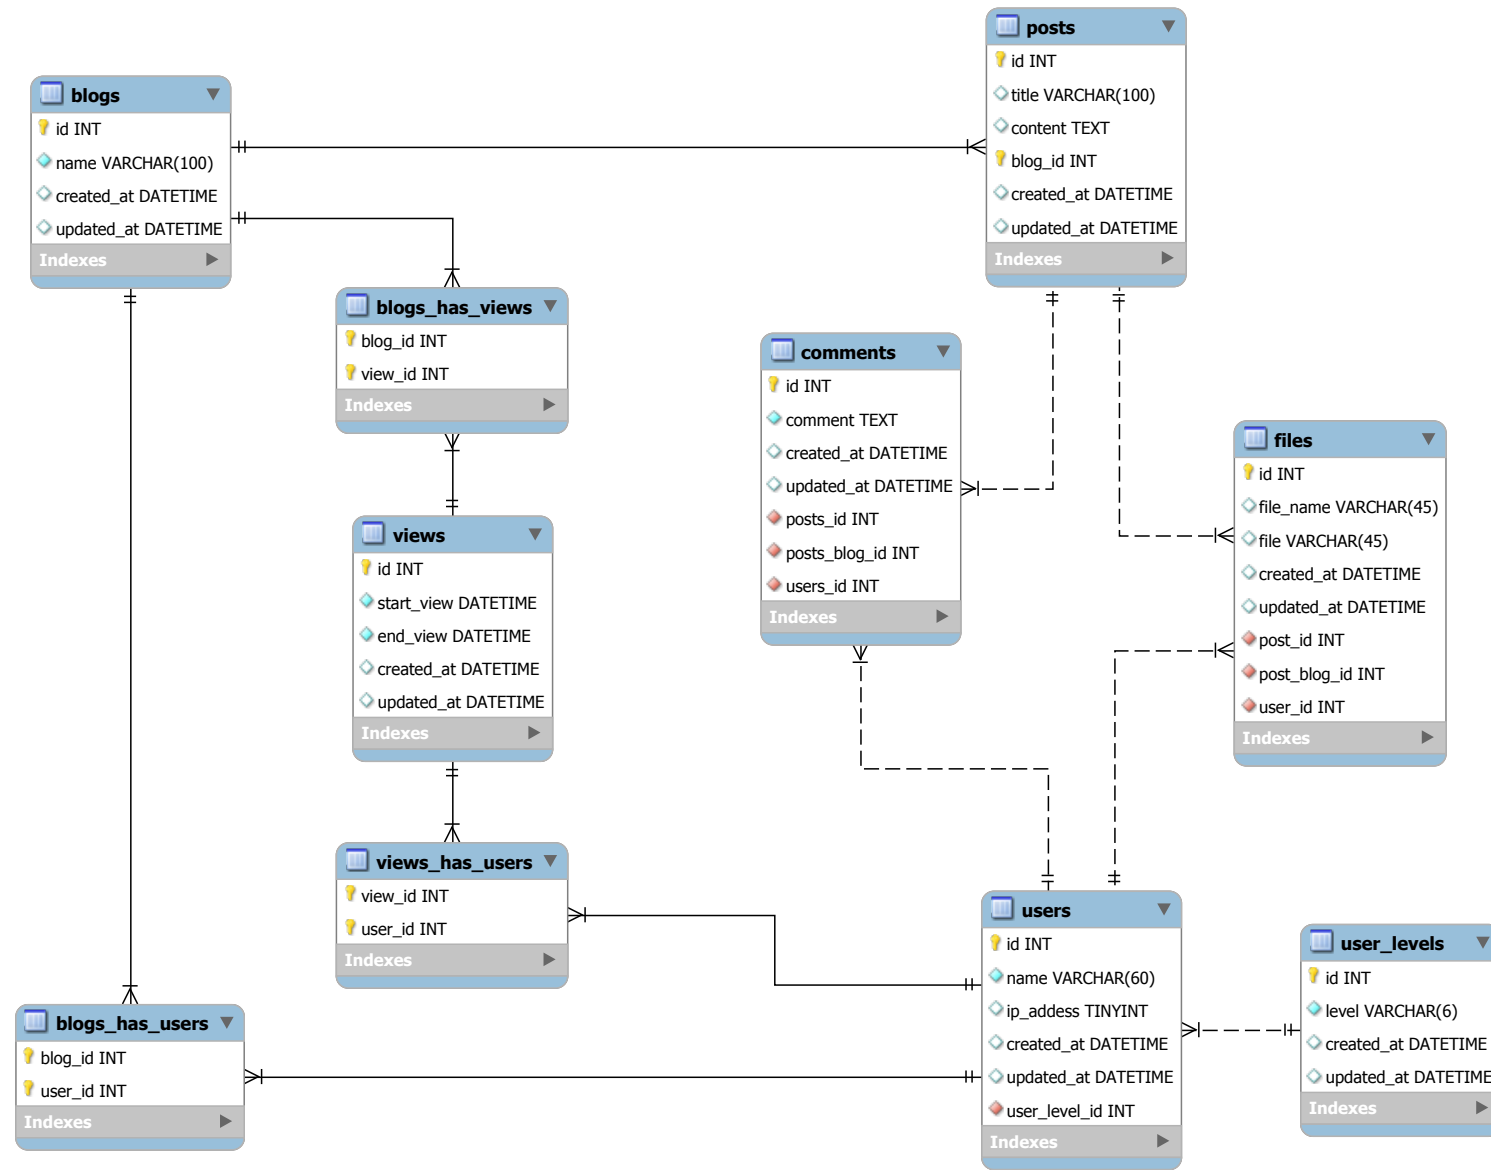 posts
id INT
title VARCHAR(100)
content TEXT
blog_id INT
created_at DATETIME
updated_at DATETIME
Indexes
blogs
id INT
name VARCHAR(100)
created_at DATETIME
updated_at DATETIME
Indexes
blogs_has_views
blog_id INT
view_id INT
Indexes
comments
id INT
comment TEXT
created_at DATETIME
updated_at DATETIME
posts_id INT
posts_blog_id INT
users_id INT
Indexes
files
id INT
file_name VARCHAR(45)
file VARCHAR(45)
created_at DATETIME
updated_at DATETIME
post_id INT
post_blog_id INT
user_id INT
Indexes
views
id INT
start_view DATETIME
end_view DATETIME
created_at DATETIME
updated_at DATETIME
Indexes
views_has_users
view_id INT
user_id INT
Indexes
users
id INT
name VARCHAR(60)
ip_addess TINYINT
created_at DATETIME
updated_at DATETIME
user_level_id INT
Indexes
user_levels
id INT
level VARCHAR(6)
created_at DATETIME
updated_at DATETIME
Indexes
blogs_has_users
blog_id INT
user_id INT
Indexes